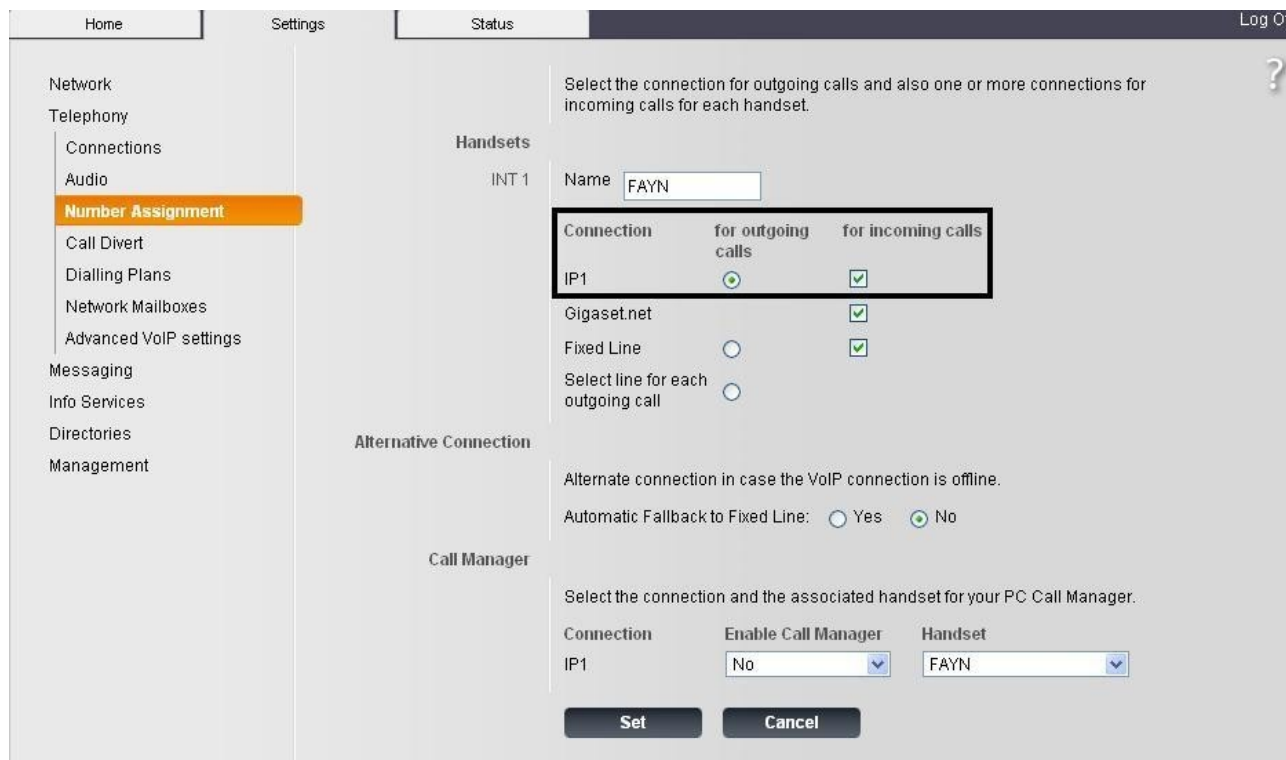 Home
Settings
Status
Log O
?
Network
Telephony
Connections
Audio
Number Assignment
Call Divert
Dialling Plans
Network Mailboxes
Advanced VoIP settings
Messaging
Info Services
Directories
Management
Select the connection for outgoing calls and also one or more connections for
incoming calls for each handset.
Handsets
INT 1
Name FAYN
Connection for outgoing calls for incoming calls
IP1
Gigaset.net
Fixed Line
Select line for each
outgoing call
Alternative Connection
Alternate connection in case the VoIP connection is offline.
Automatic Fallback to Fixed Line: Yes No
Call Manager
Select the connection and the associated handset for your PC Call Manager.
Connection Enable Call Manager Handset
IP1 No FAYN
Set Cancel